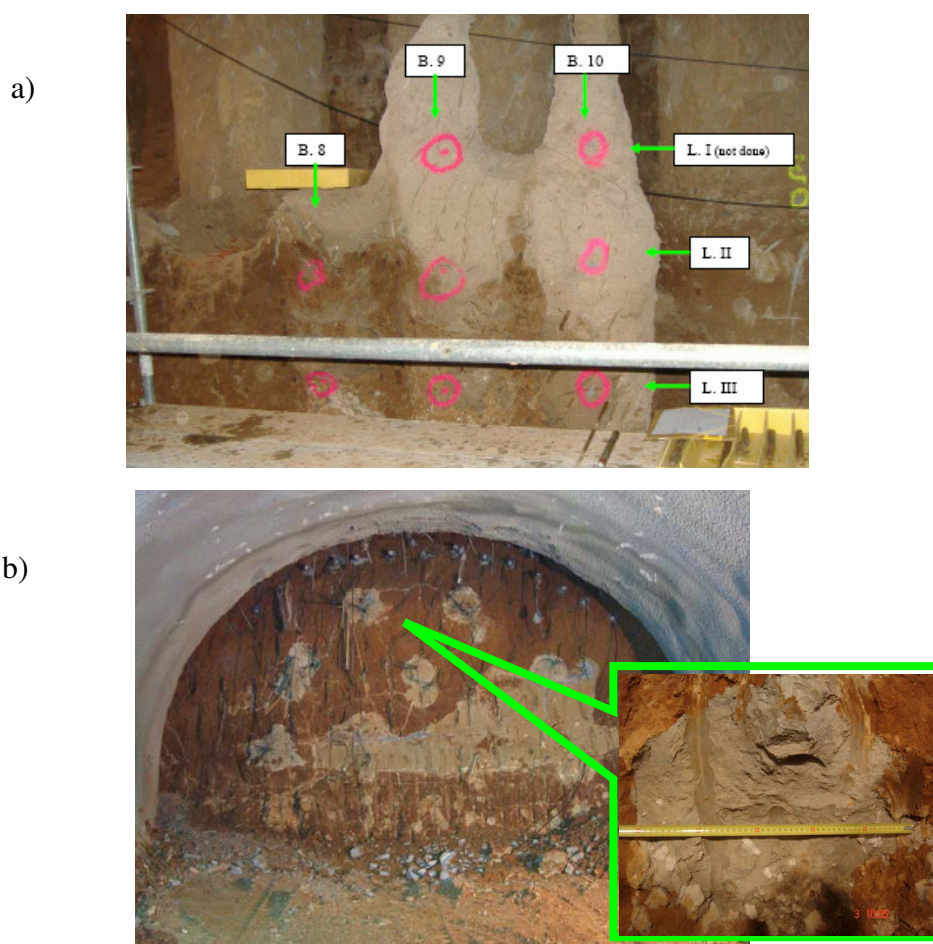 a)
B. 9
B. 10
B. 8
L. I (not done)
L. II
L. III
b)